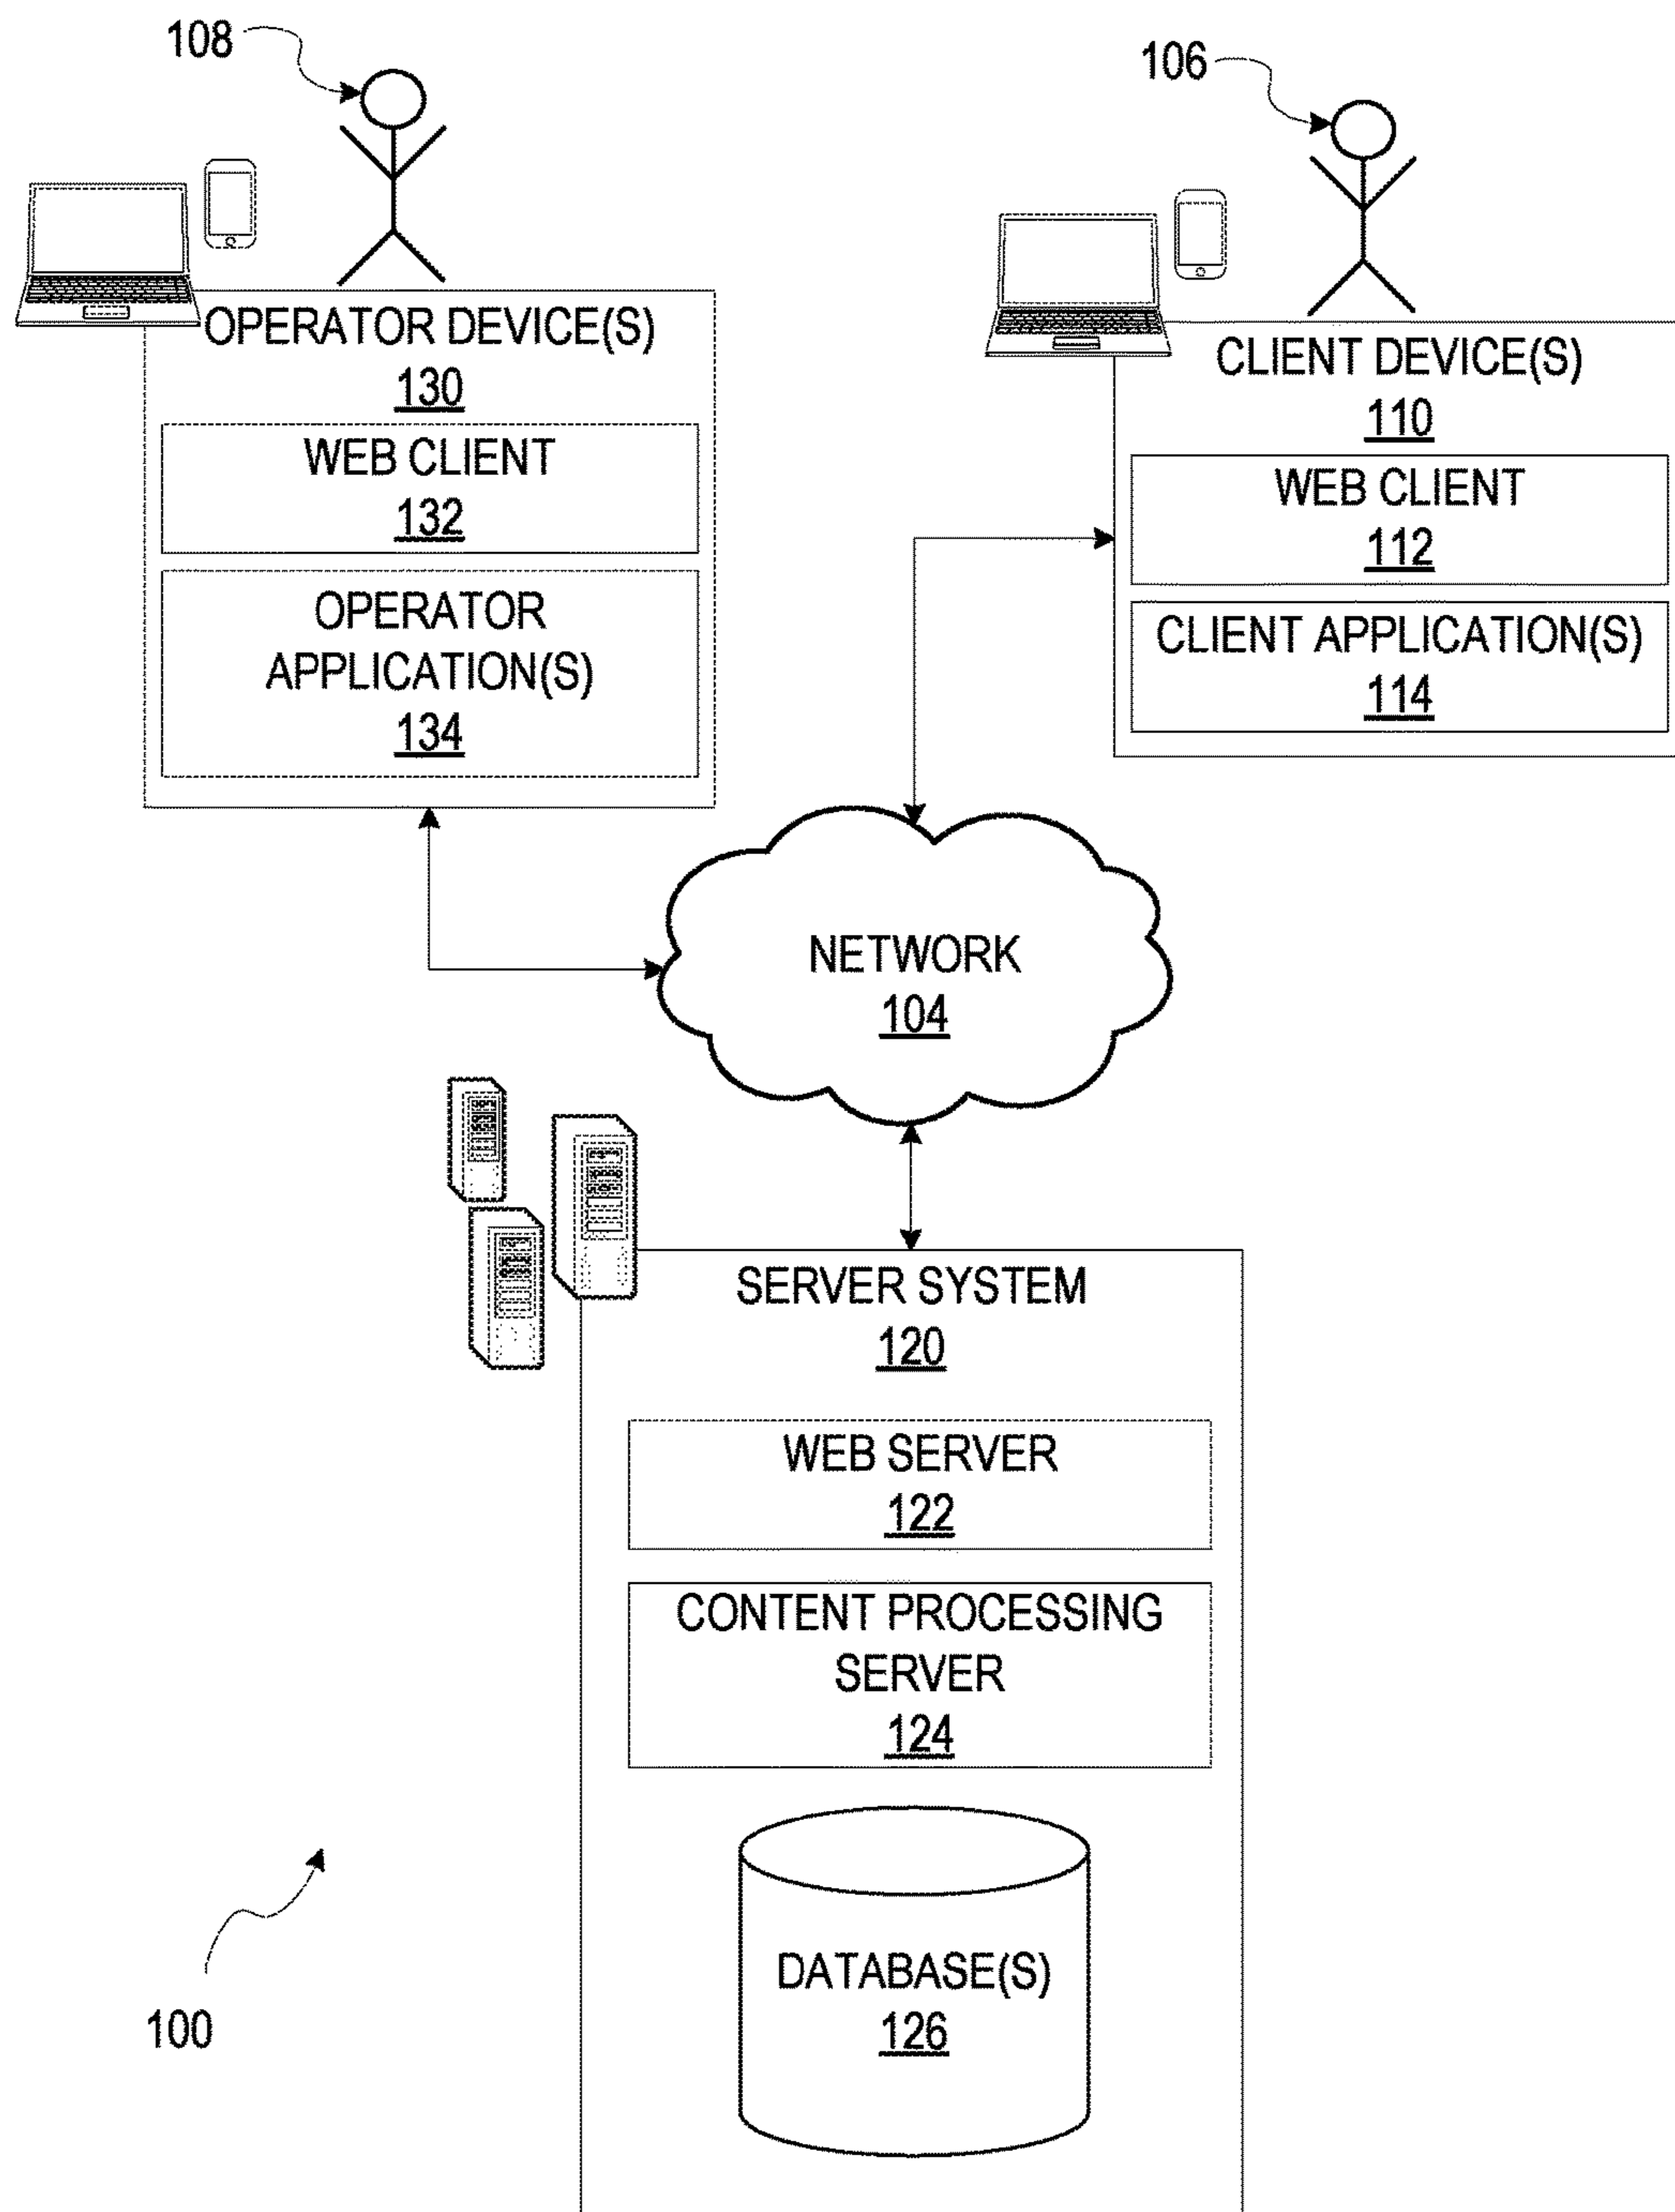 108
106
OPERATOR DEVICE(S)
130
WEB CLIENT
132
OPERATOR
APPLICATION(S)
134
CLIENT DEVICE(S)
110
WEB CLIENT
112
CLIENT APPLICATION(S)
114
NETWORK
104
SERVER SYSTEM
120
WEB SERVER
122
CONTENT PROCESSING
SERVER
124
DATABASE(S)
126
100